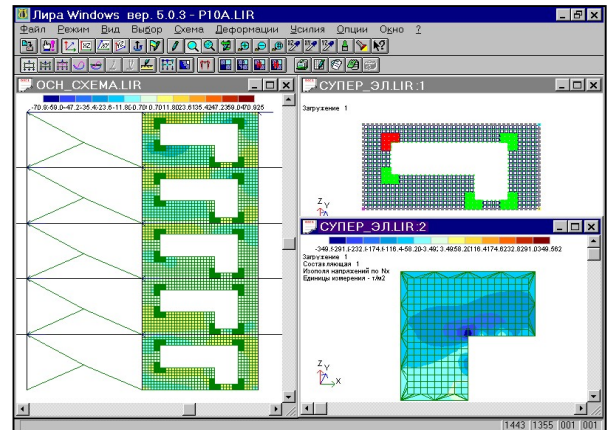 Лира Windows вер. 5.0.3 - P10A.LIR
Файл Режим Вид Выбор Схема Деформации Усилия Опции Окно ?
ОСН_СХЕМА.LIR
СУПЕР_ЭЛ.LIR:1
Загружение 1
Z
Y
СУПЕР_ЭЛ.LIR:2
Загружение 1
Составляющая 1
Изополя напряжений по Nx
Единицы измерения - т/м2
Z
Y
X
1443 1355 001 001